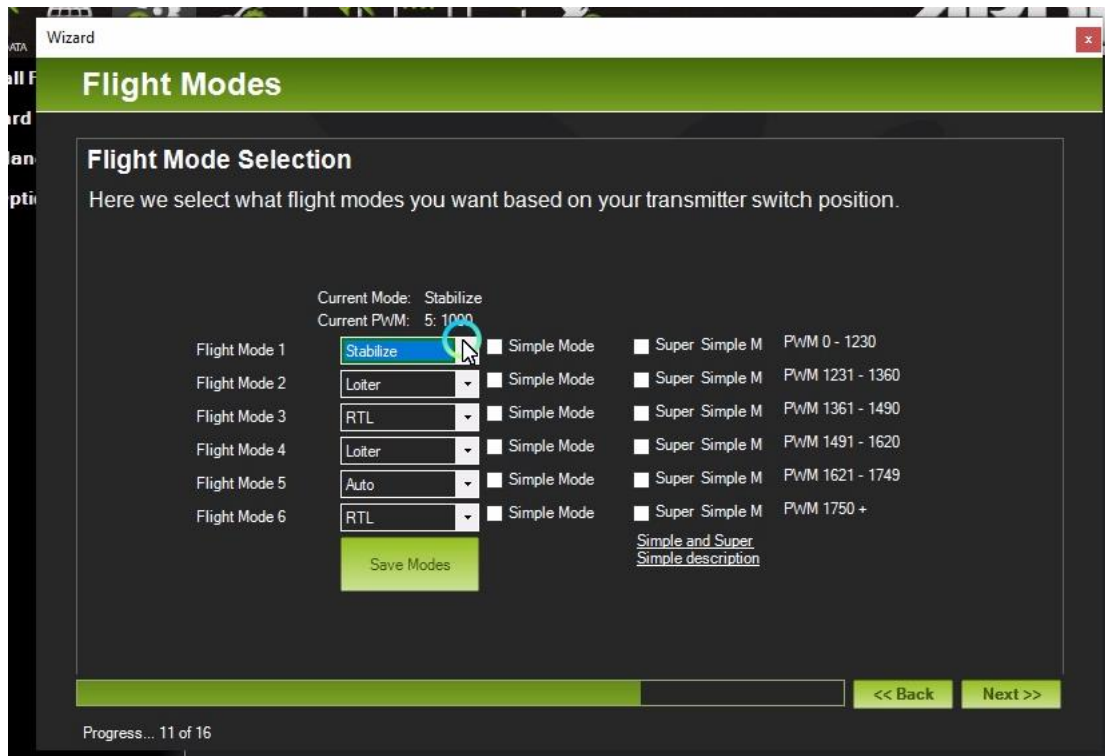 Wizard
x
ATA
Flight Modes
Flight Mode Selection
Here we select what flight modes you want based on your transmitter switch position.
Current Mode: Stabilize
Current PWM: 5: 1000
Flight Mode 1 Stabilize Simple Mode Super Simple M PWM 0 - 1230
Flight Mode 2 Loiter Simple Mode Super Simple M PWM 1231 - 1360
Flight Mode 3 RTL Simple Mode Super Simple M PWM 1361 - 1490
Flight Mode 4 Loiter Simple Mode Super Simple M PWM 1491 - 1620
Flight Mode 5 Auto Simple Mode Super Simple M PWM 1621 - 1749
Flight Mode 6 RTL Simple Mode Super Simple M PWM 1750 +
Save Modes
Simple and Super
Simple description
<< Back Next >>
Progress... 11 of 16